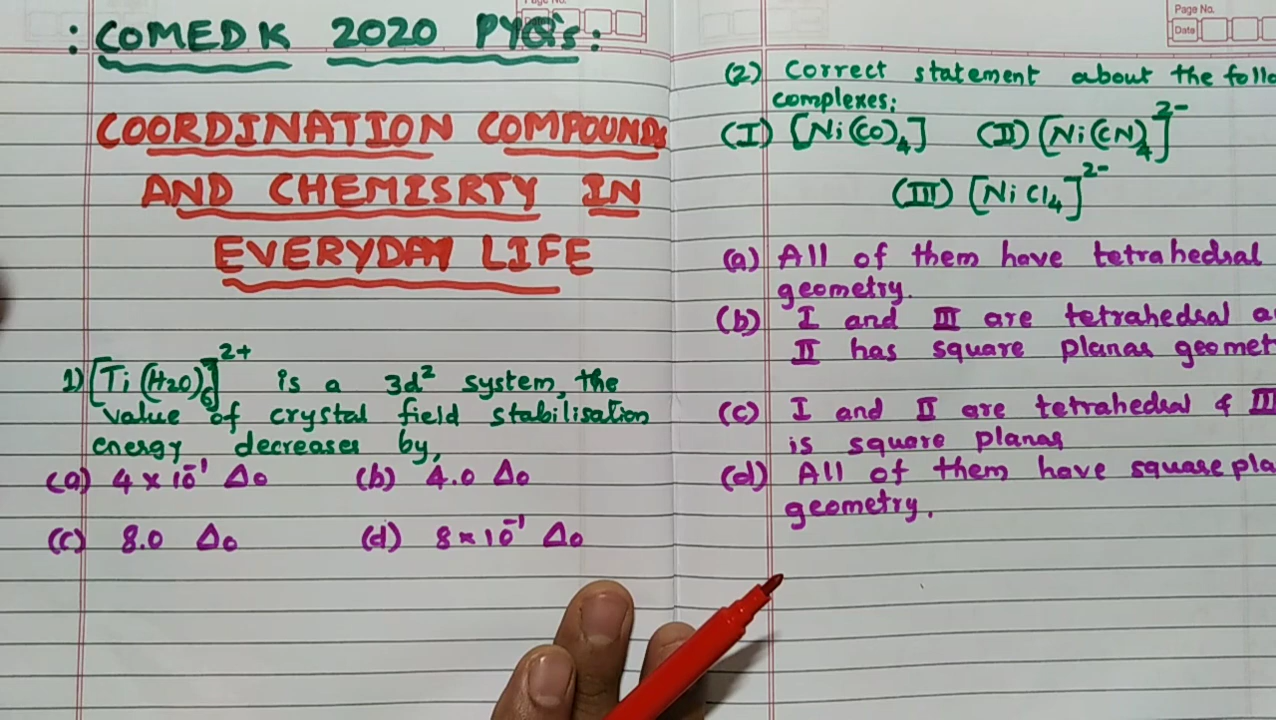 : COMEDK 2020 PYQ's :
COORDINATION COMPOUNDS
AND CHEMISRTY IN
EVERYDAY LIFE
1) [Ti(H2O)6]2+ is a 3d² system, the
value of crystal field stabilisation
energy decreases by,
(a) 4 × 10⁻¹ Δo (b) 4.0 Δo
(c) 8.0 Δo (d) 8 × 10⁻¹ Δo
Page No.
Date
(2) Correct statement about the follo
complexes;
(I) [Ni(CO)4] (II) [Ni(CN)4]2-
(III) [NiCl4]2-
(a) All of them have tetrahedral
geometry.
(b) I and III are tetrahedral a
II has square planar geomet
(c) I and II are tetrahedral & III
is square planar
(d) All of them have square pla
geometry.